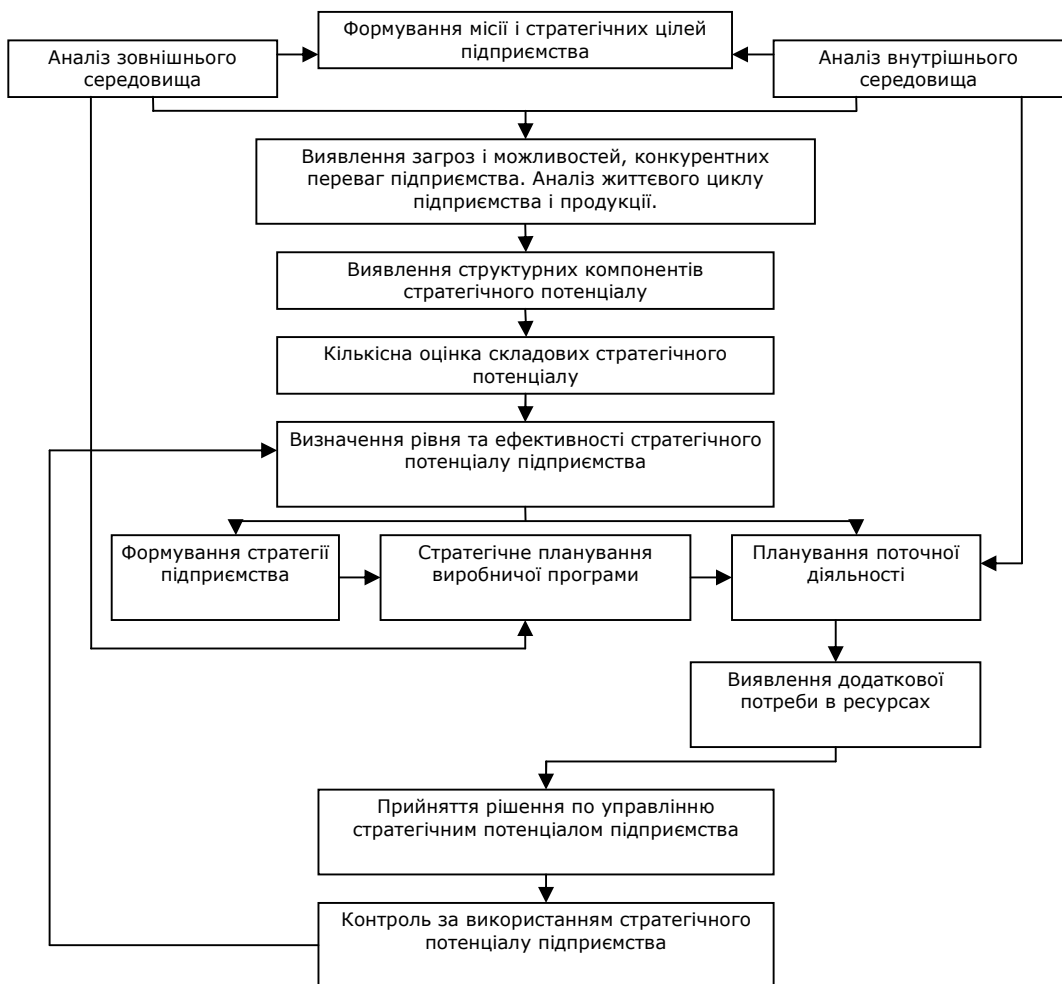 Формування місії і стратегічних цілей
підприємства
Аналіз зовнішнього
середовища
Аналіз внутрішнього
середовища
Виявлення загроз і можливостей, конкурентних
переваг підприємства. Аналіз життєвого циклу
підприємства і продукції.
Виявлення структурних компонентів
стратегічного потенціалу
Кількісна оцінка складових стратегічного
потенціалу
Визначення рівня та ефективності стратегічного
потенціалу підприємства
Формування стратегії
підприємства
Стратегічне планування
виробничої програми
Планування поточної
діяльності
Виявлення додаткової
потреби в ресурсах
Прийняття рішення по управлінню
стратегічним потенціалом підприємства
Контроль за використанням стратегічного
потенціалу підприємства